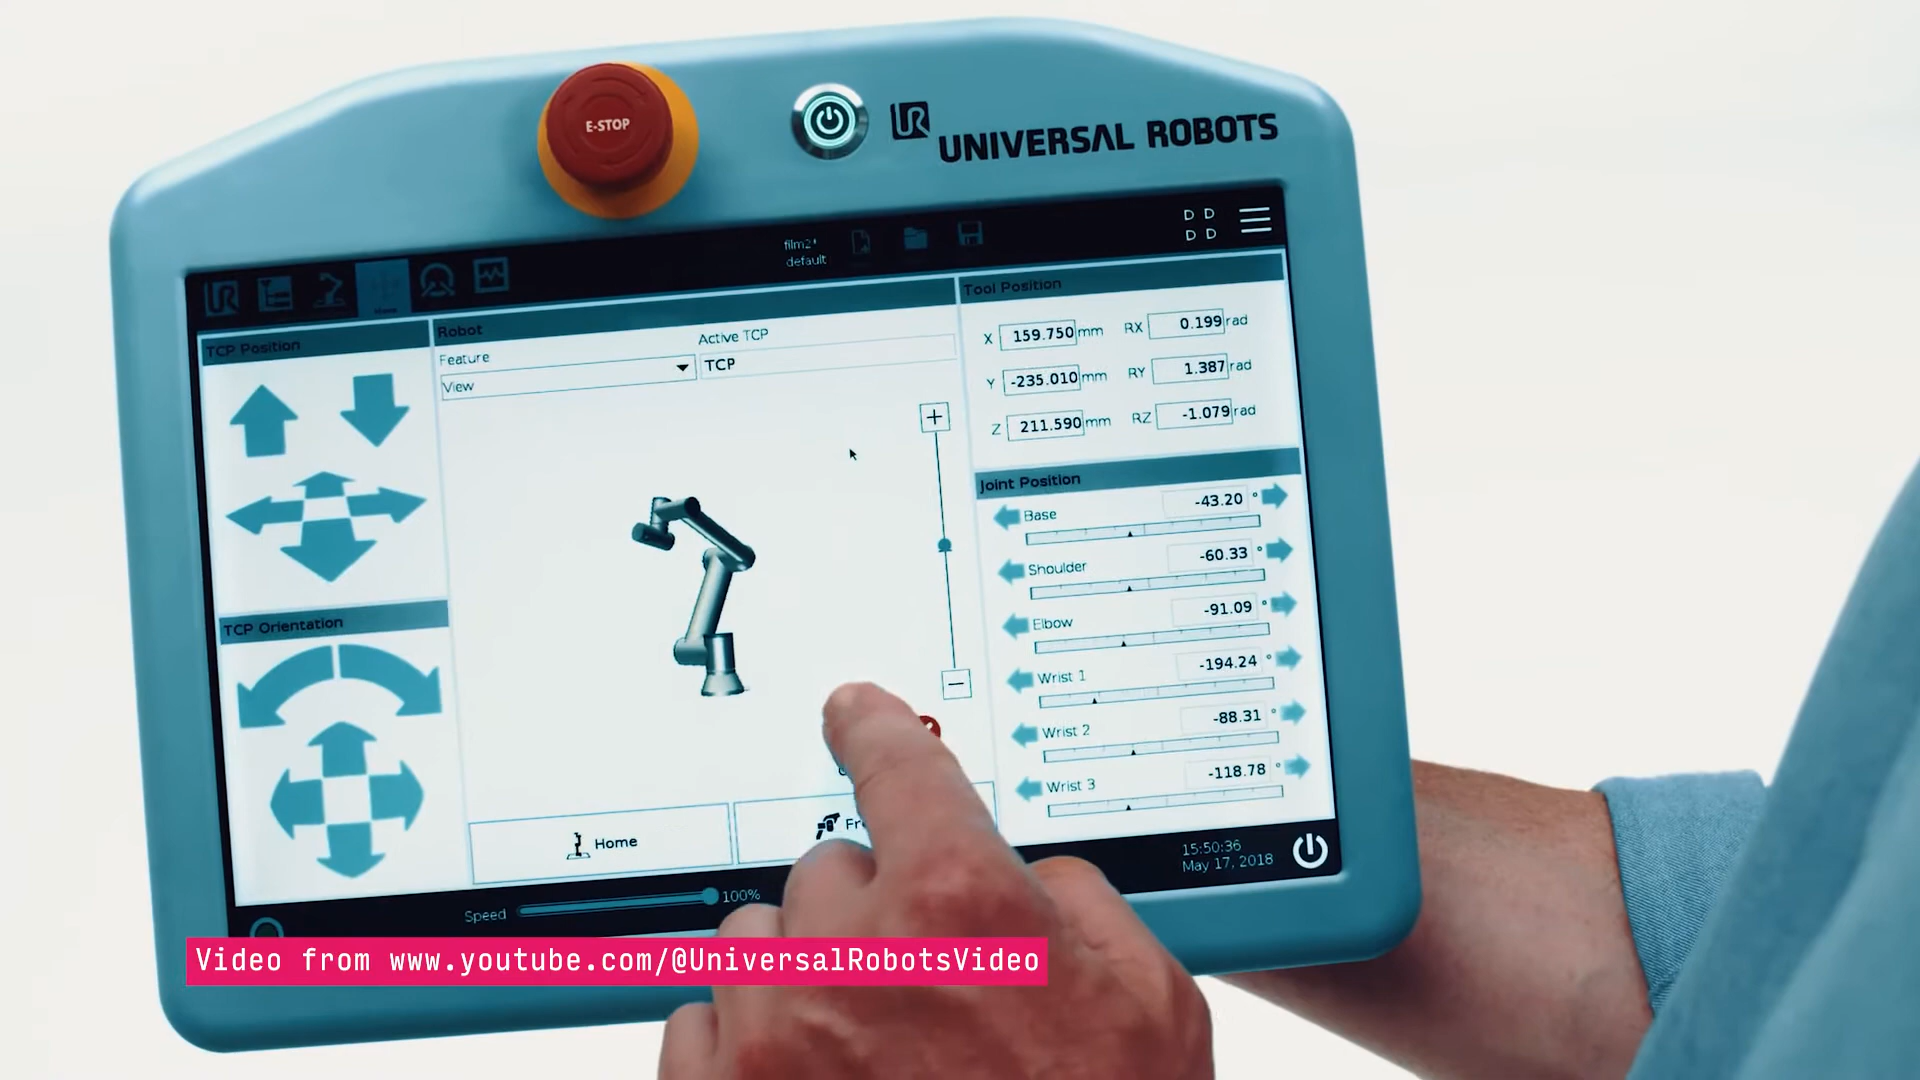 E-STOP
UR UNIVERSAL ROBOTS
film2*
default
D D
D D
UR
TCP Position
Robot
Feature
View
Active TCP
TCP
Tool Position
X 159.750 mm RX 0.199 rad
Y -235.010 mm RY 1.387 rad
Z 211.590 mm RZ -1.079 rad
Joint Position
Base -43.20 °
Shoulder -60.33 °
Elbow -91.09 °
Wrist 1 -194.24 °
Wrist 2 -88.31 °
Wrist 3 -118.78 °
TCP Orientation
Home
Speed 100%
15:50:36
May 17, 2018
Video from www.youtube.com/@UniversalRobotsVideo